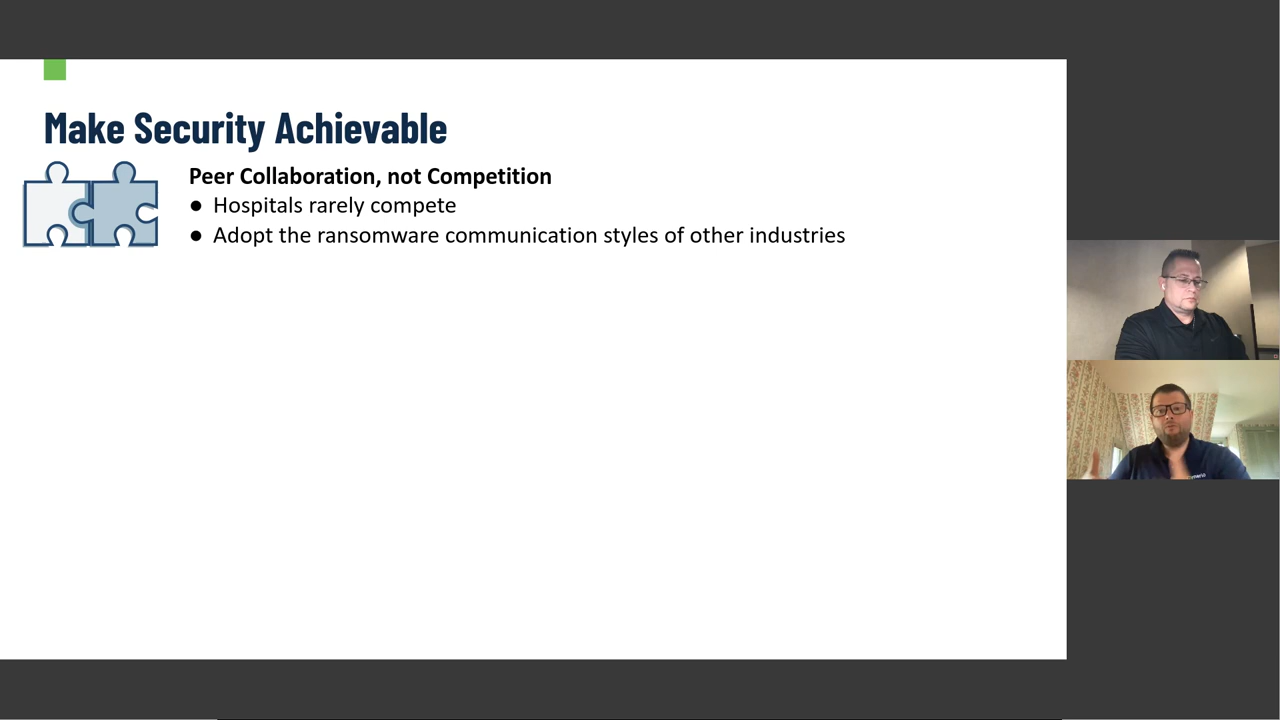 Make Security Achievable
Peer Collaboration, not Competition
● Hospitals rarely compete
● Adopt the ransomware communication styles of other industries